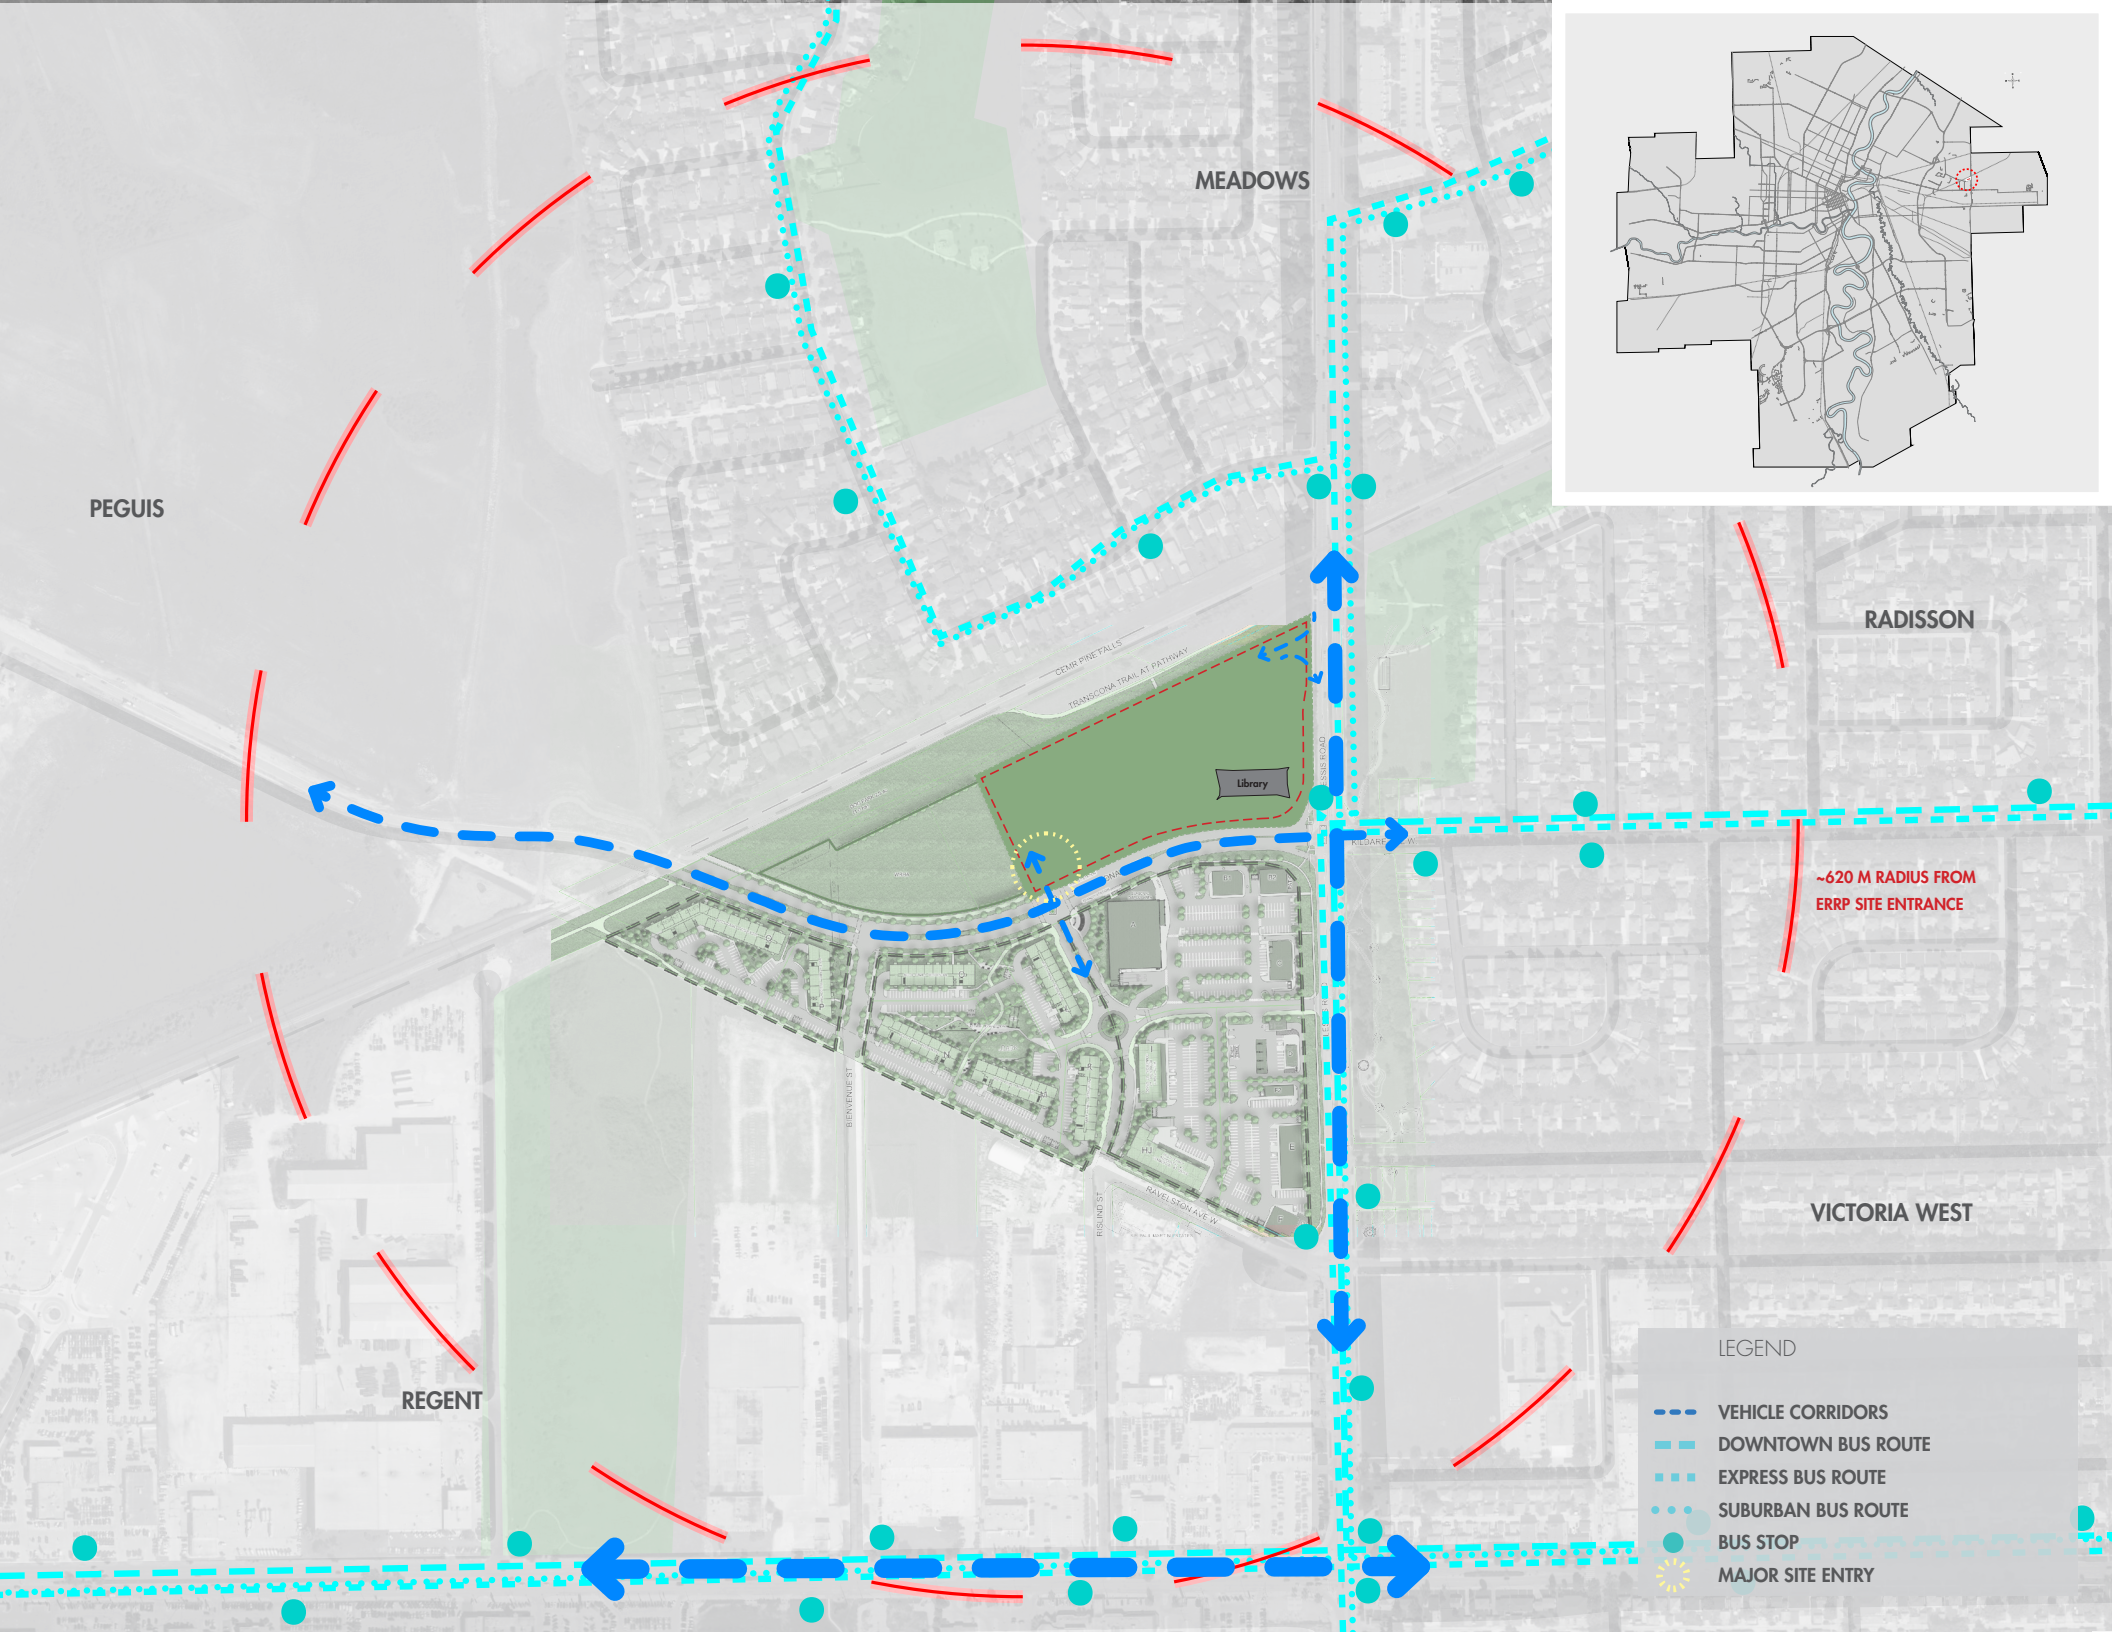 MEADOWS
PEGUIS
RADISSON
CEMR PINE FALLS
TRANSCONA TRAIL AT PATHWAY
Library
KILDARE
~620 M RADIUS FROM
ERRP SITE ENTRANCE
BIENVENUE ST
RAVELSTON AVE W
VICTORIA WEST
REGENT
LEGEND
VEHICLE CORRIDORS
DOWNTOWN BUS ROUTE
EXPRESS BUS ROUTE
SUBURBAN BUS ROUTE
BUS STOP
MAJOR SITE ENTRY